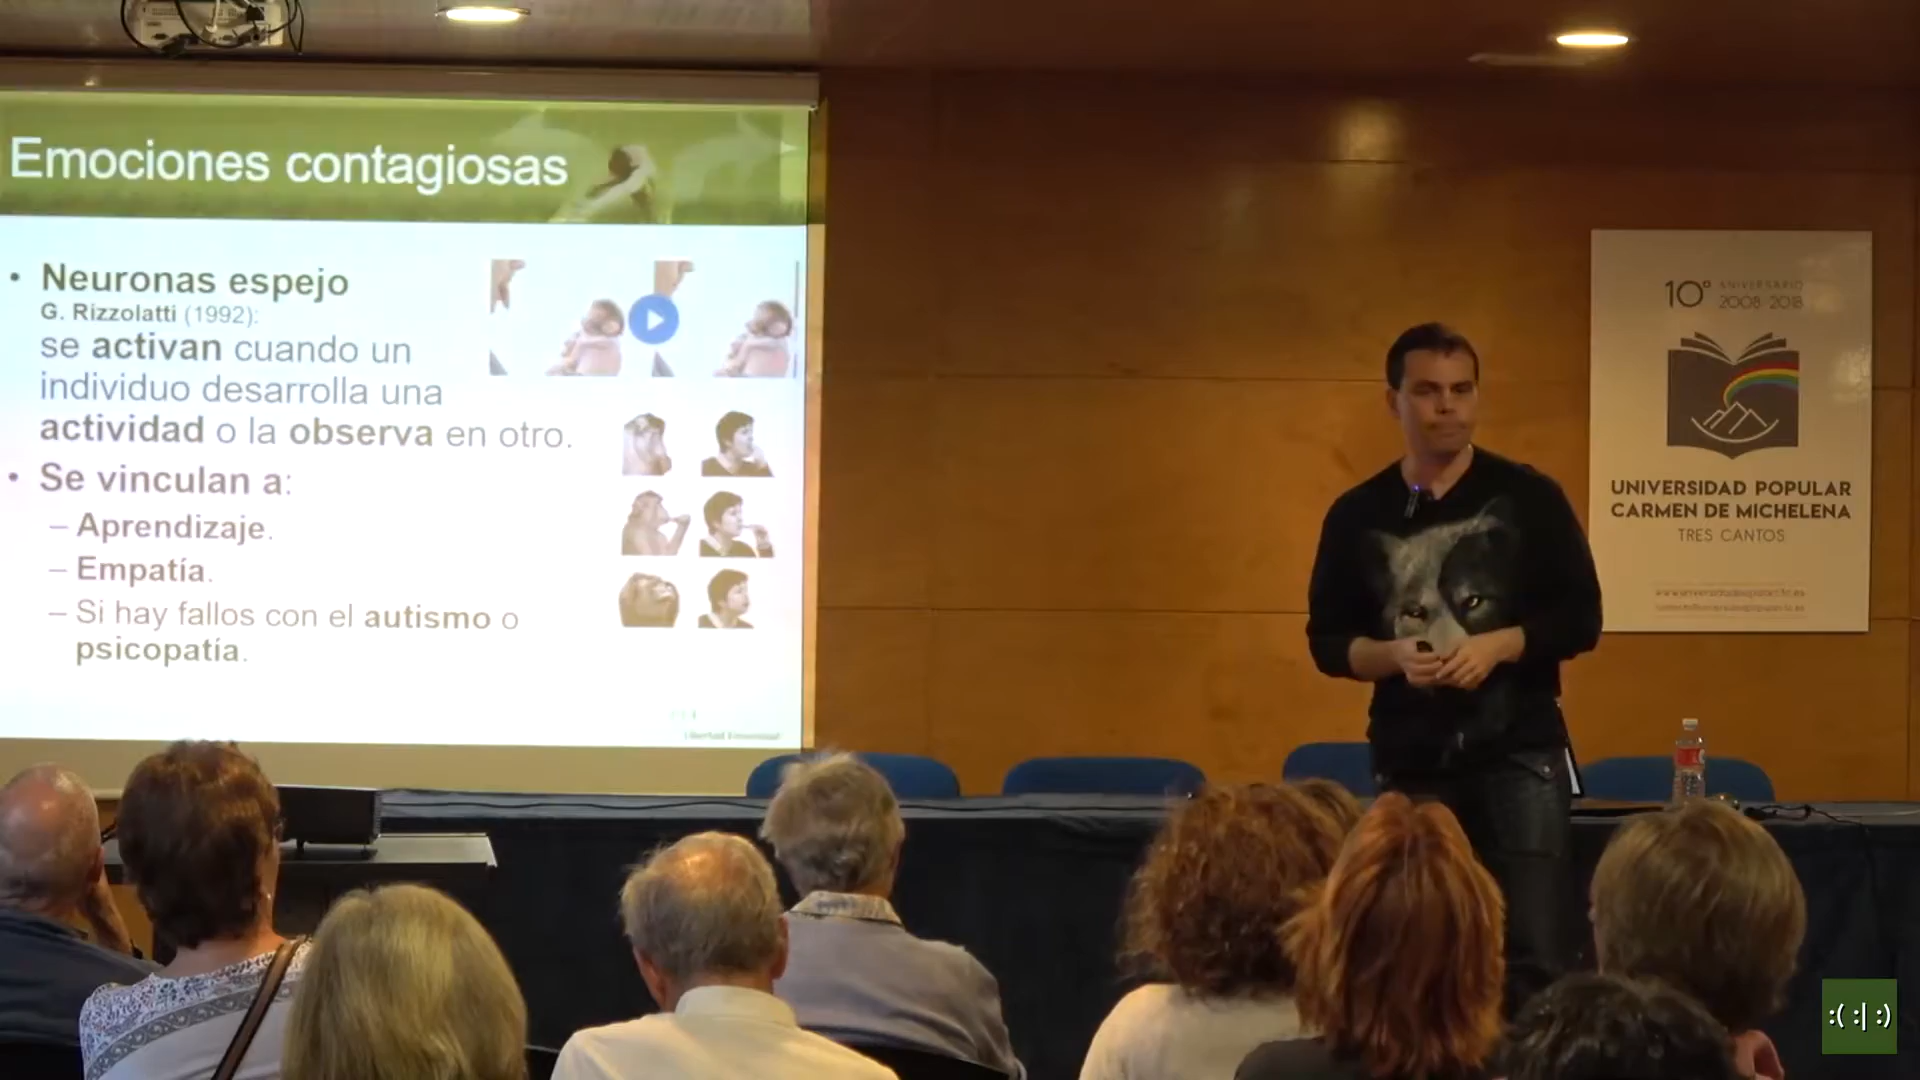 Emociones contagiosas
• Neuronas espejo
G. Rizzolatti (1992):
se activan cuando un
individuo desarrolla una
actividad o la observa en otro.
• Se vinculan a:
– Aprendizaje.
– Empatía.
– Si hay fallos con el autismo o
psicopatía.
10º ANIVERSARIO
2008-2018
UNIVERSIDAD POPULAR
CARMEN DE MICHELENA
TRES CANTOS
:( :| :)